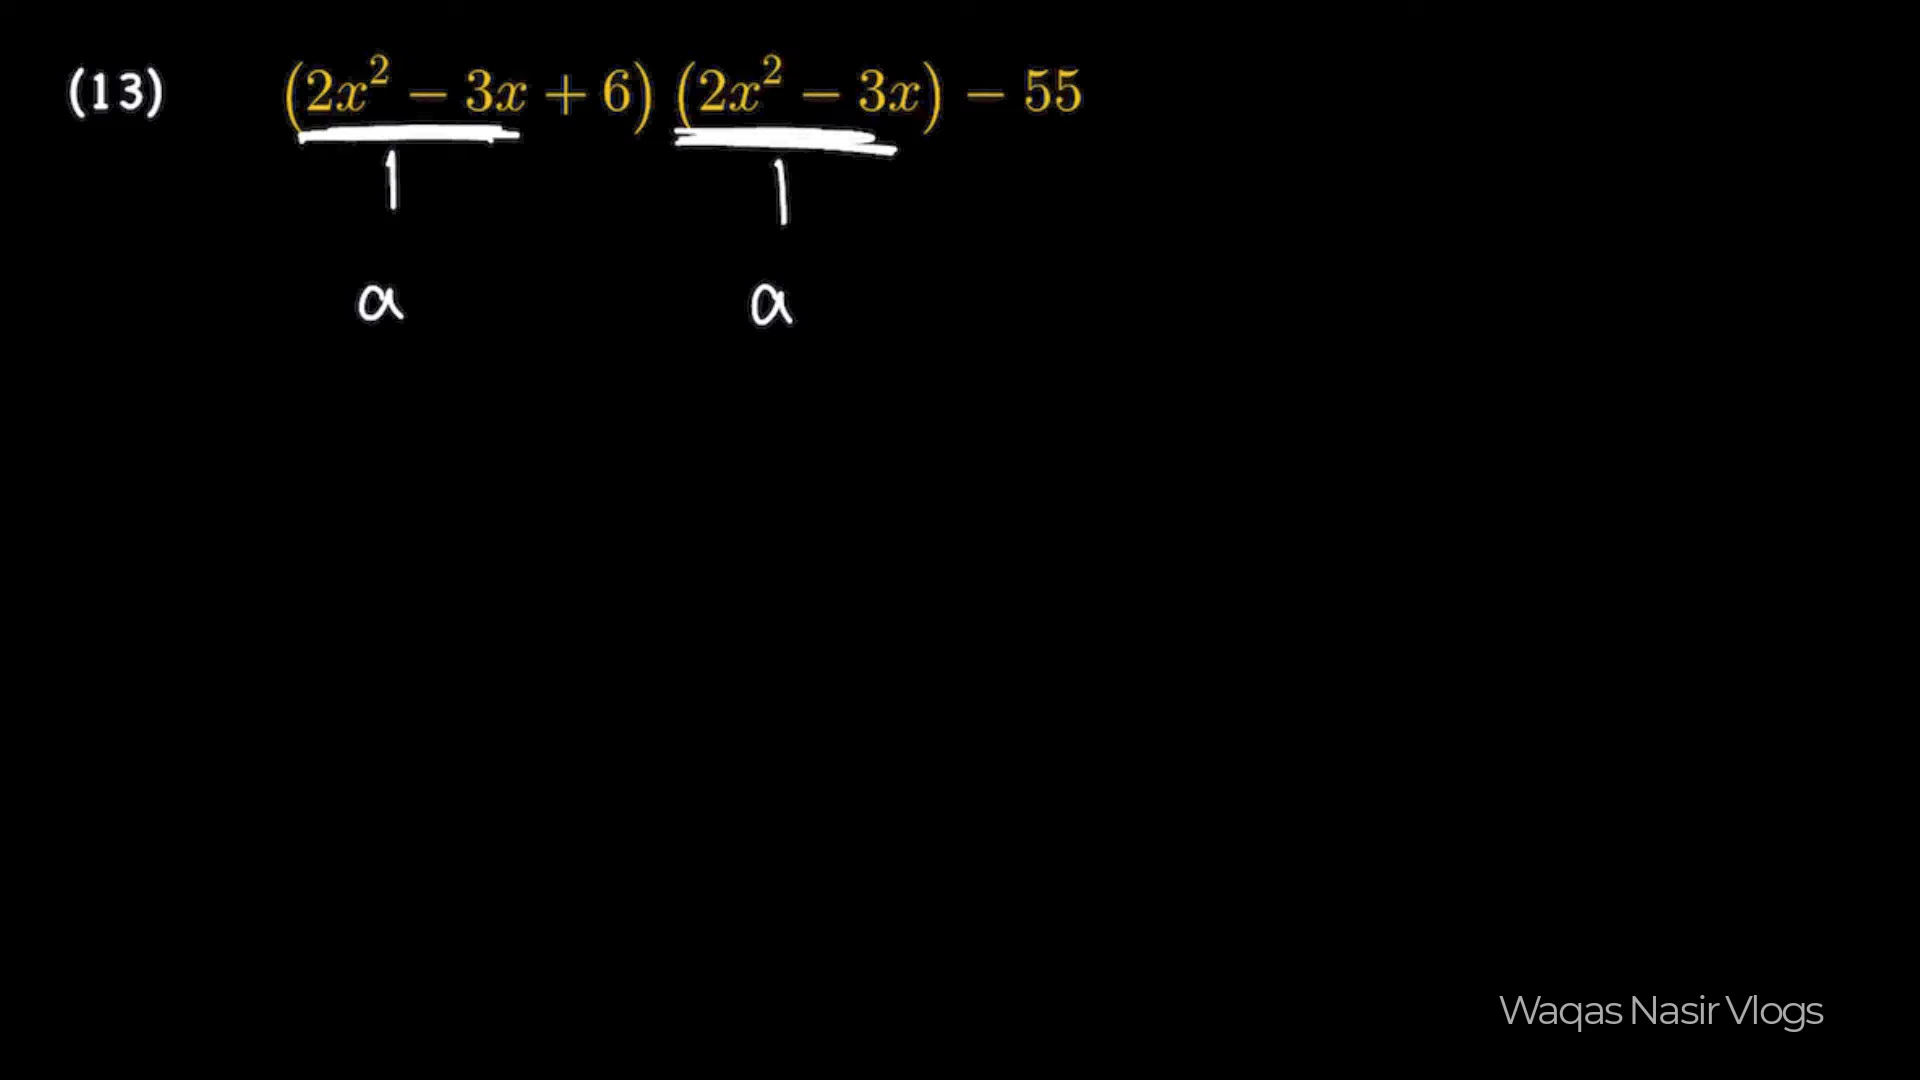 (13) (2x² − 3x + 6) (2x² − 3x) − 55
a a
Waqas Nasir Vlogs